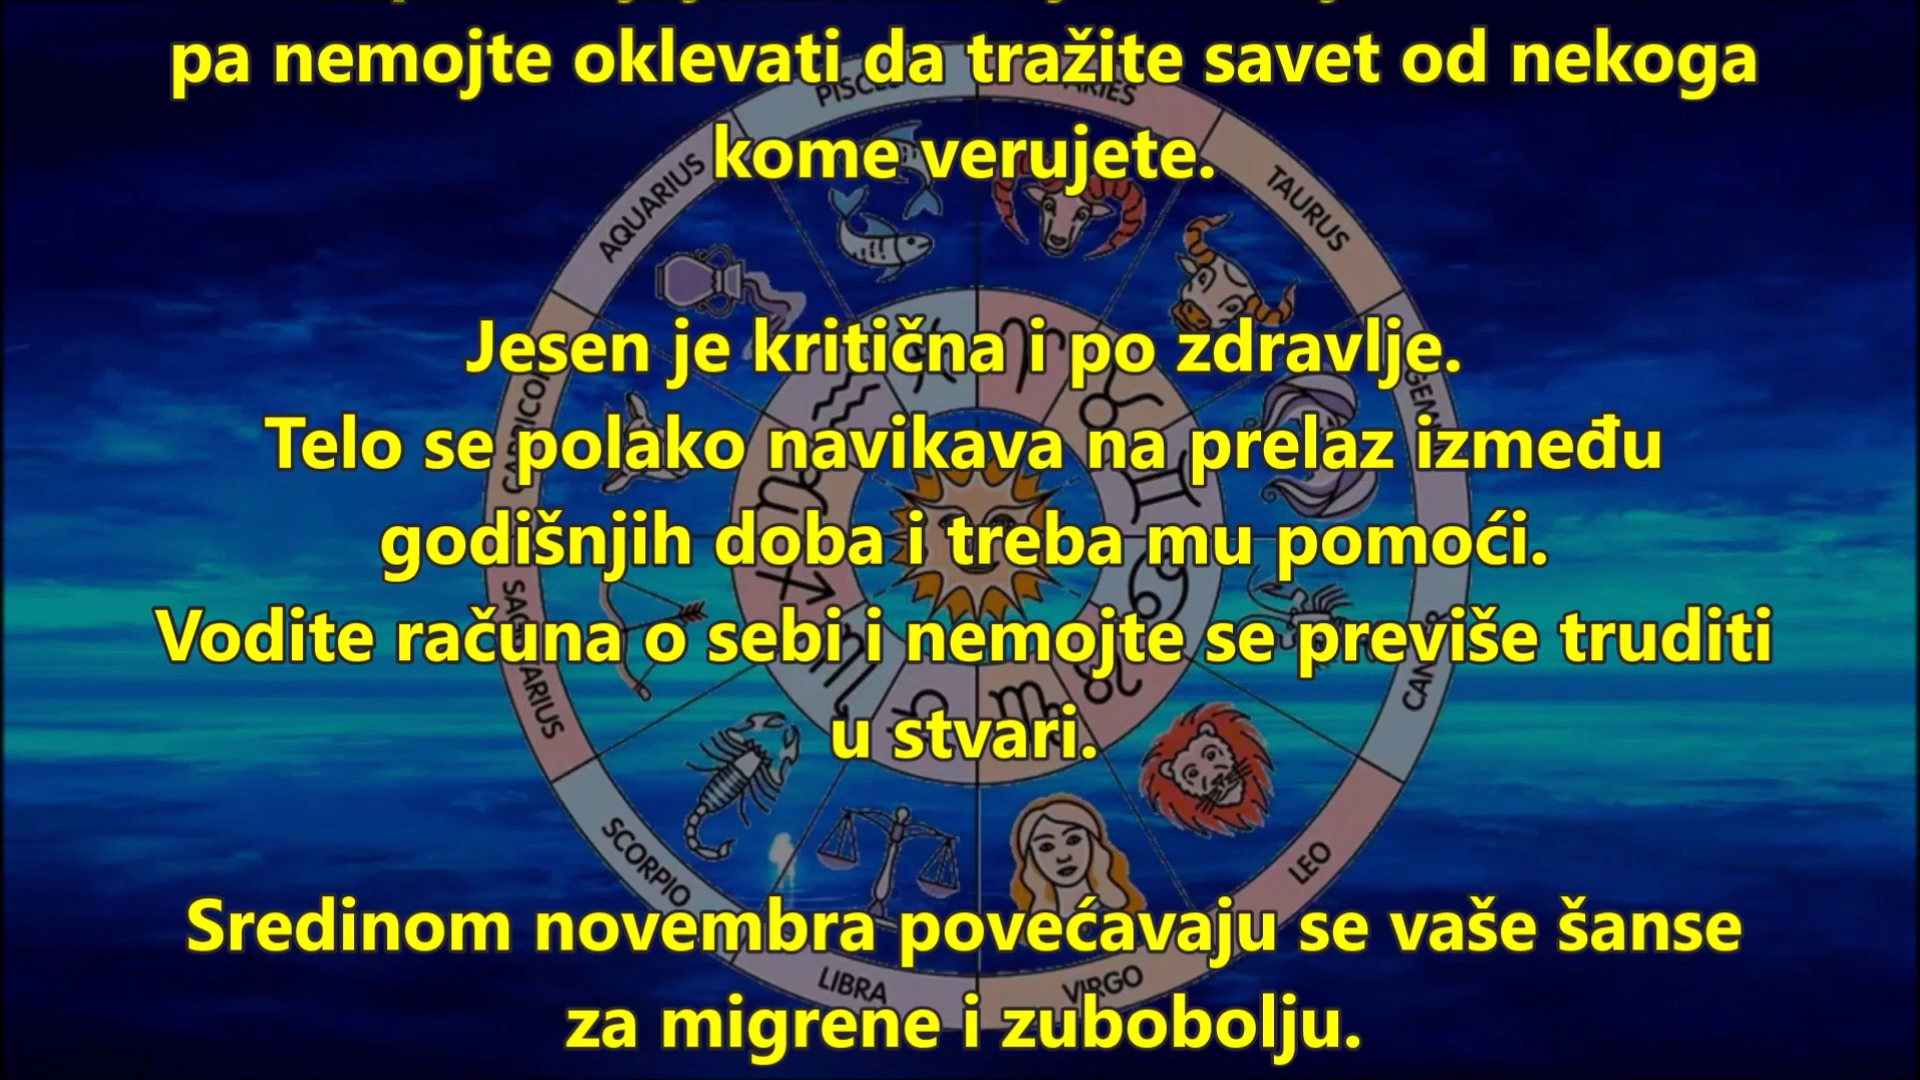 pa nemojte oklevati da tražite savet od nekoga
kome verujete.
Jesen je kritična i po zdravlje.
Telo se polako navikava na prelaz između
godišnjih doba i treba mu pomoći.
Vodite računa o sebi i nemojte se previše truditi
u stvari.
Sredinom novembra povećavaju se vaše šanse
za migrene i zubobolju.
PISCES
ARIES
TAURUS
AQUARIUS
LEO
VIRGO
LIBRA
SCORPIO